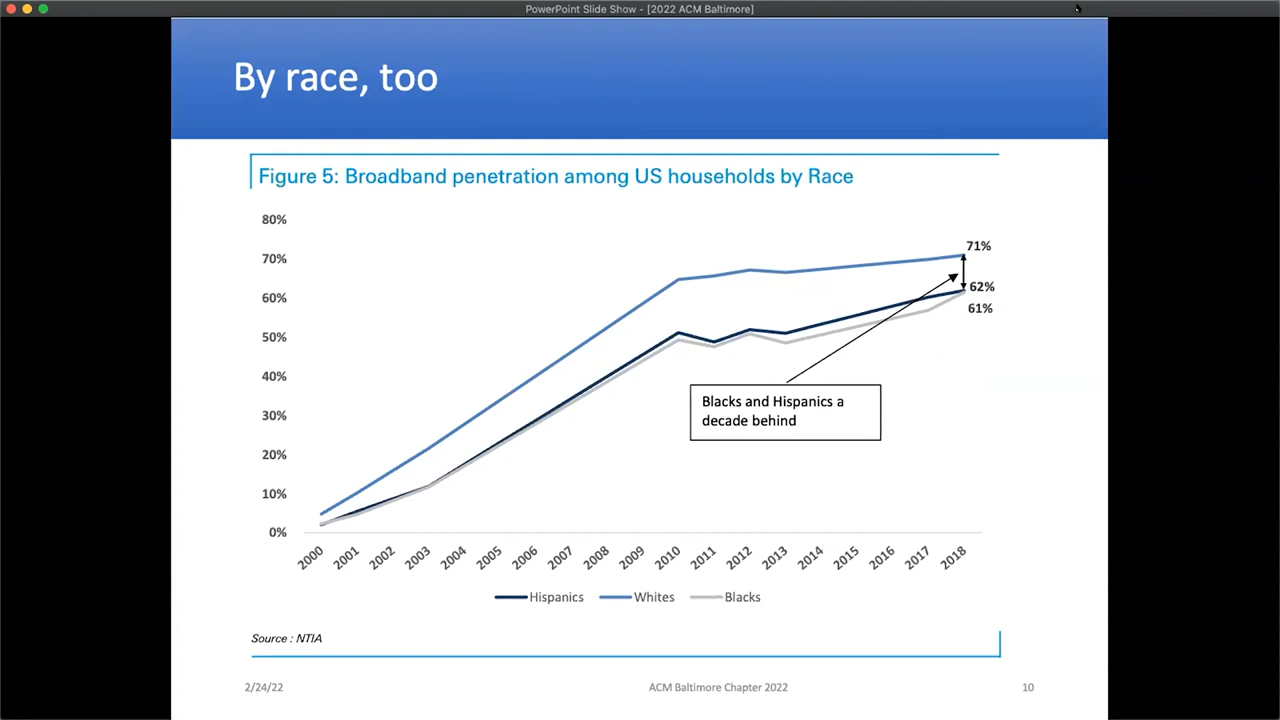 PowerPoint Slide Show - [2022 ACM Baltimore]
By race, too
Figure 5: Broadband penetration among US households by Race
80%
70%
60%
50%
40%
30%
20%
10%
0%
71%
62%
61%
Blacks and Hispanics a
decade behind
2000 2001 2002 2003 2004 2005 2006 2007 2008 2009 2010 2011 2012 2013 2014 2015 2016 2017 2018
Hispanics Whites Blacks
Source : NTIA
2/24/22 ACM Baltimore Chapter 2022 10